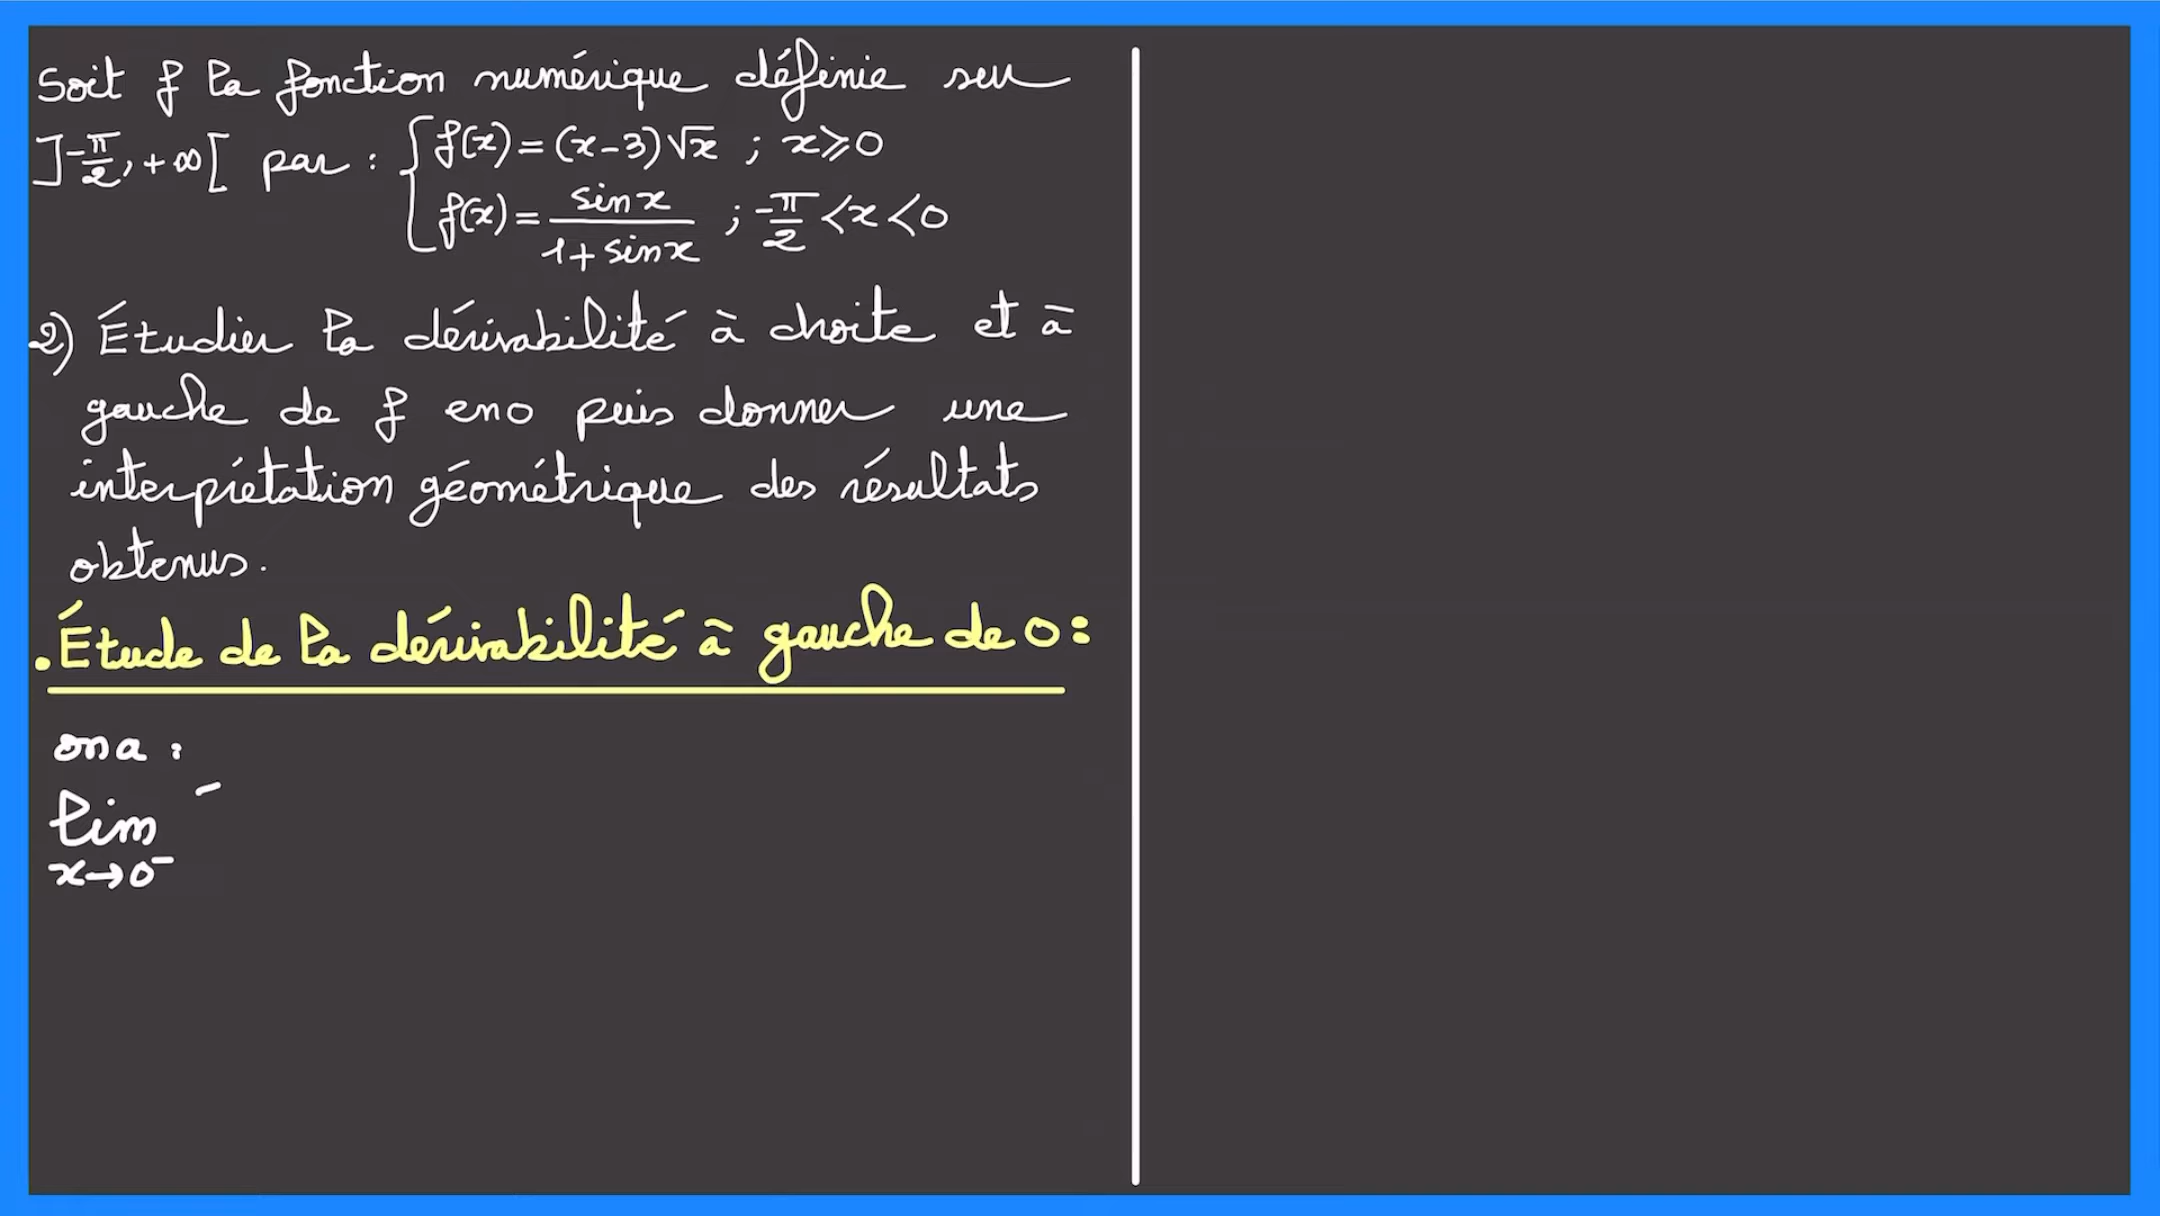 Soit f la fonction numérique définie sur
]-π/2, +∞[ par : { f(x) = (x-3)√x ; x⩾0
f(x) = sinx / 1+sinx ; -π/2 < x < 0
2) Étudier la dérivabilité à droite et à
gauche de f en 0 puis donner une
interprétation géométrique des résultats
obtenus.
. Étude de la dérivabilité à gauche de 0 :
on a :
lim
x→0⁻